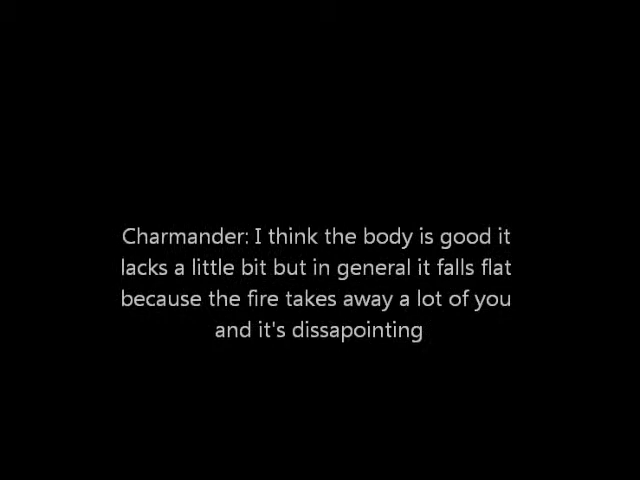 Charmander: I think the body is good it
lacks a little bit but in general it falls flat
because the fire takes away a lot of you
and it's dissapointing